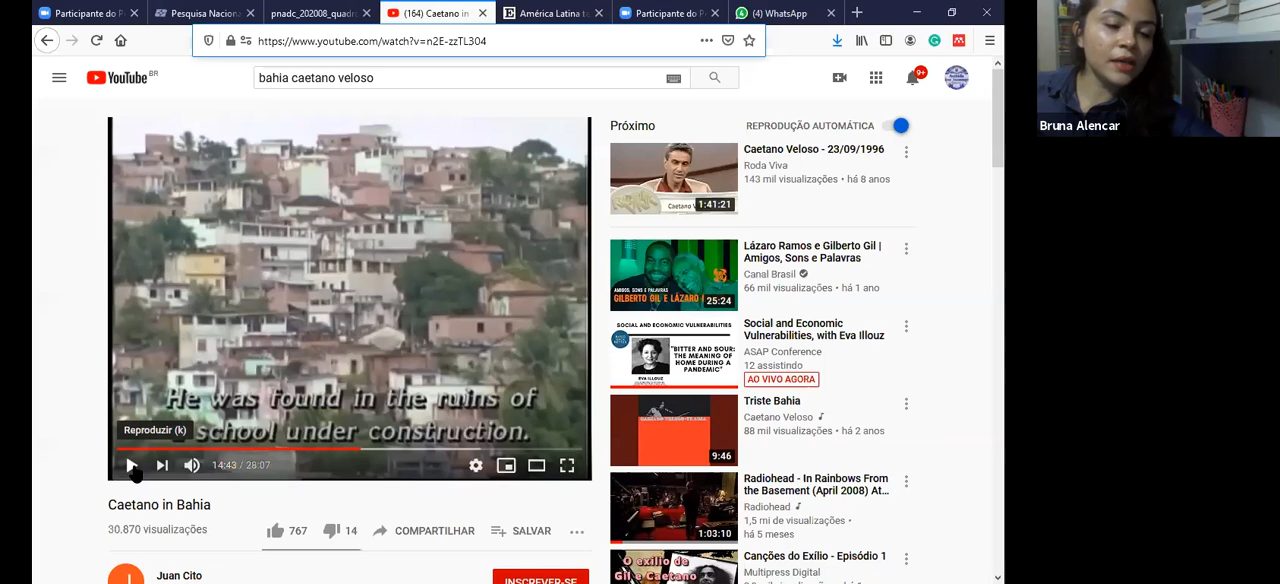 Participante do P
Pesquisa Naciona
pnadc_202008_quadro
(164) Caetano in
América Latina te
Participante do P
(4) WhatsApp
https://www.youtube.com/watch?v=n2E-zzTL304
YouTube BR
bahia caetano veloso
9+
Bruna Alencar
He was found in the ruins of
school under construction.
Reproduzir (k)
14:43 / 28:07
Caetano in Bahia
30.870 visualizações
767
14
COMPARTILHAR
SALVAR
Juan Cito
INSCREVER-SE
Próximo
REPRODUÇÃO AUTOMÁTICA
Caetano Veloso - 23/09/1996
Roda Viva
143 mil visualizações • há 8 anos
1:41:21
Lázaro Ramos e Gilberto Gil |
Amigos, Sons e Palavras
Canal Brasil
66 mil visualizações • há 1 ano
AMIGOS, SONS E PALAVRAS
GILBERTO GIL E LÁZARO
25:24
Social and Economic
Vulnerabilities, with Eva Illouz
ASAP Conference
12 assistindo
AO VIVO AGORA
SOCIAL AND ECONOMIC VULNERABILITIES
"BITTER AND SOUR:
THE MEANING OF
HOME DURING A
PANDEMIC"
EVA ILLOUZ
Triste Bahia
Caetano Veloso
88 mil visualizações • há 2 anos
9:46
Radiohead - In Rainbows From
the Basement (April 2008) At...
Radiohead
1,5 mi de visualizações •
há 5 meses
1:03:10
Canções do Exílio - Episódio 1
Multipress Digital
O exílio de
Gil e Caetano